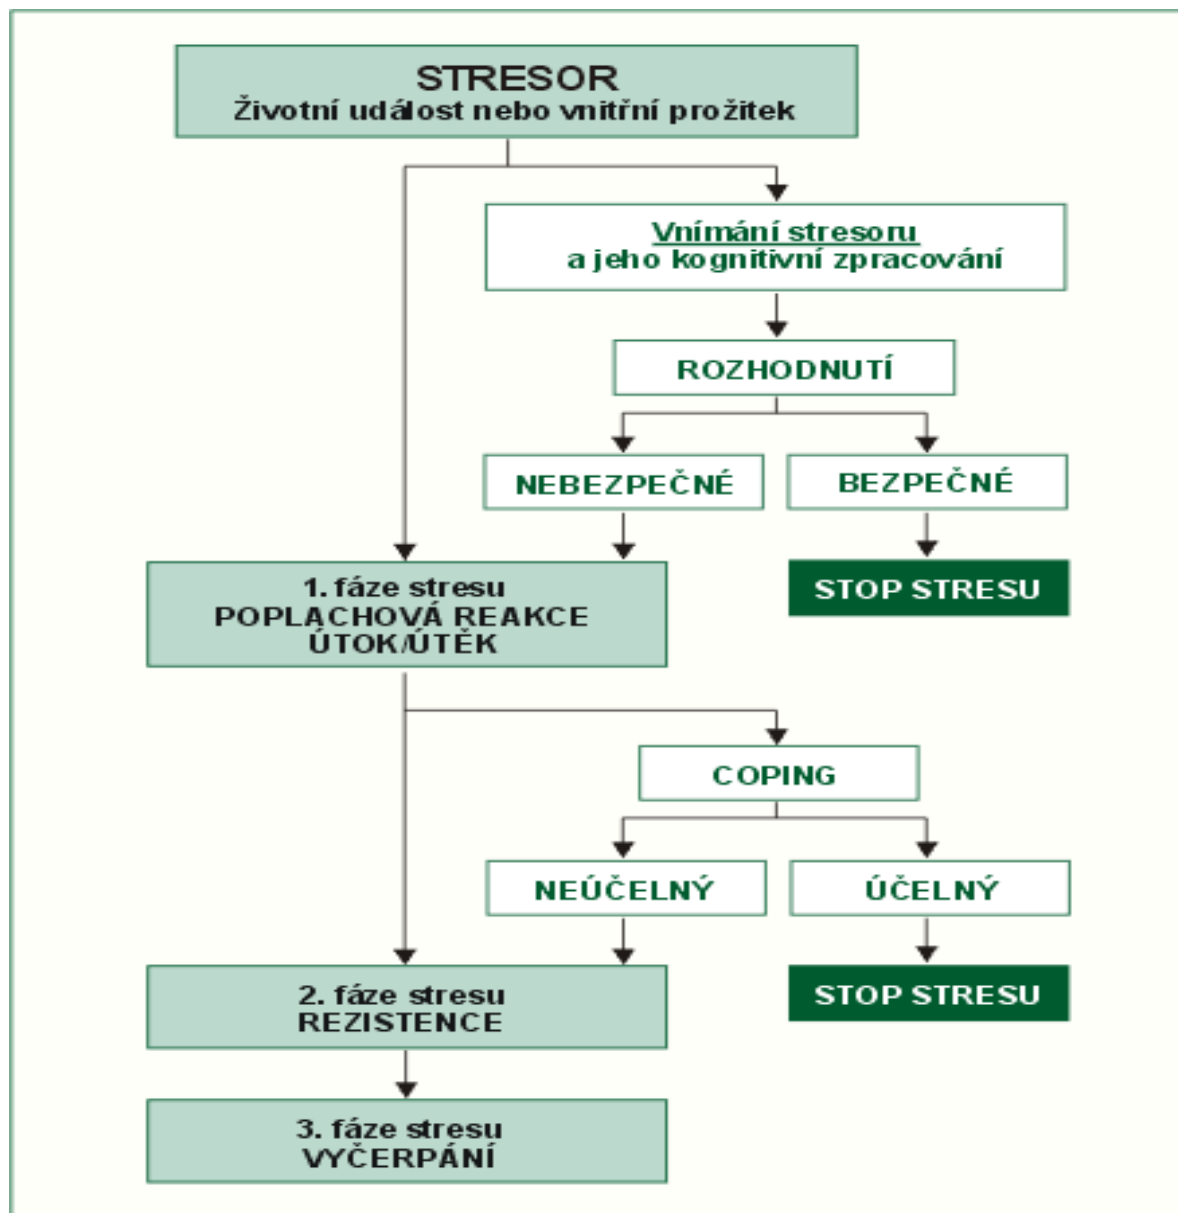 STRESOR
Životní událost nebo vnitřní prožitek
Vnímání stresoru
a jeho kognitivní zpracování
ROZHODNUTÍ
NEBEZPEČNÉ
BEZPEČNÉ
1. fáze stresu
POPLACHOVÁ REAKCE
ÚTOK/ÚTĚK
STOP STRESU
COPING
NEÚČELNÝ
ÚČELNÝ
2. fáze stresu
REZISTENCE
STOP STRESU
3. fáze stresu
VYČERPÁNÍ